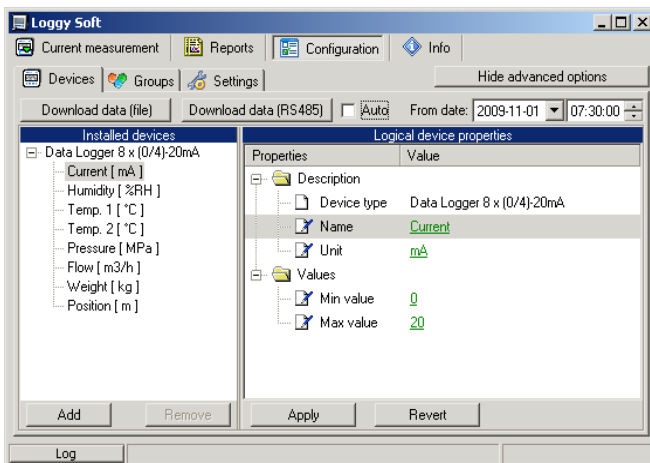 Loggy Soft
Current measurement Reports Configuration Info
Devices Groups Settings Hide advanced options
Download data (file) Download data (RS485) Auto From date: 2009-11-01 07:30:00
Installed devices
Data Logger 8 x (0/4)-20mA
Current [ mA ]
Humidity [ %RH ]
Temp. 1 [ °C ]
Temp. 2 [ °C ]
Pressure [ MPa ]
Flow [ m3/h ]
Weight [ kg ]
Position [ m ]
Add Remove
Logical device properties
Properties Value
Description
Device type Data Logger 8 x (0/4)-20mA
Name Current
Unit mA
Values
Min value 0
Max value 20
Apply Revert
Log